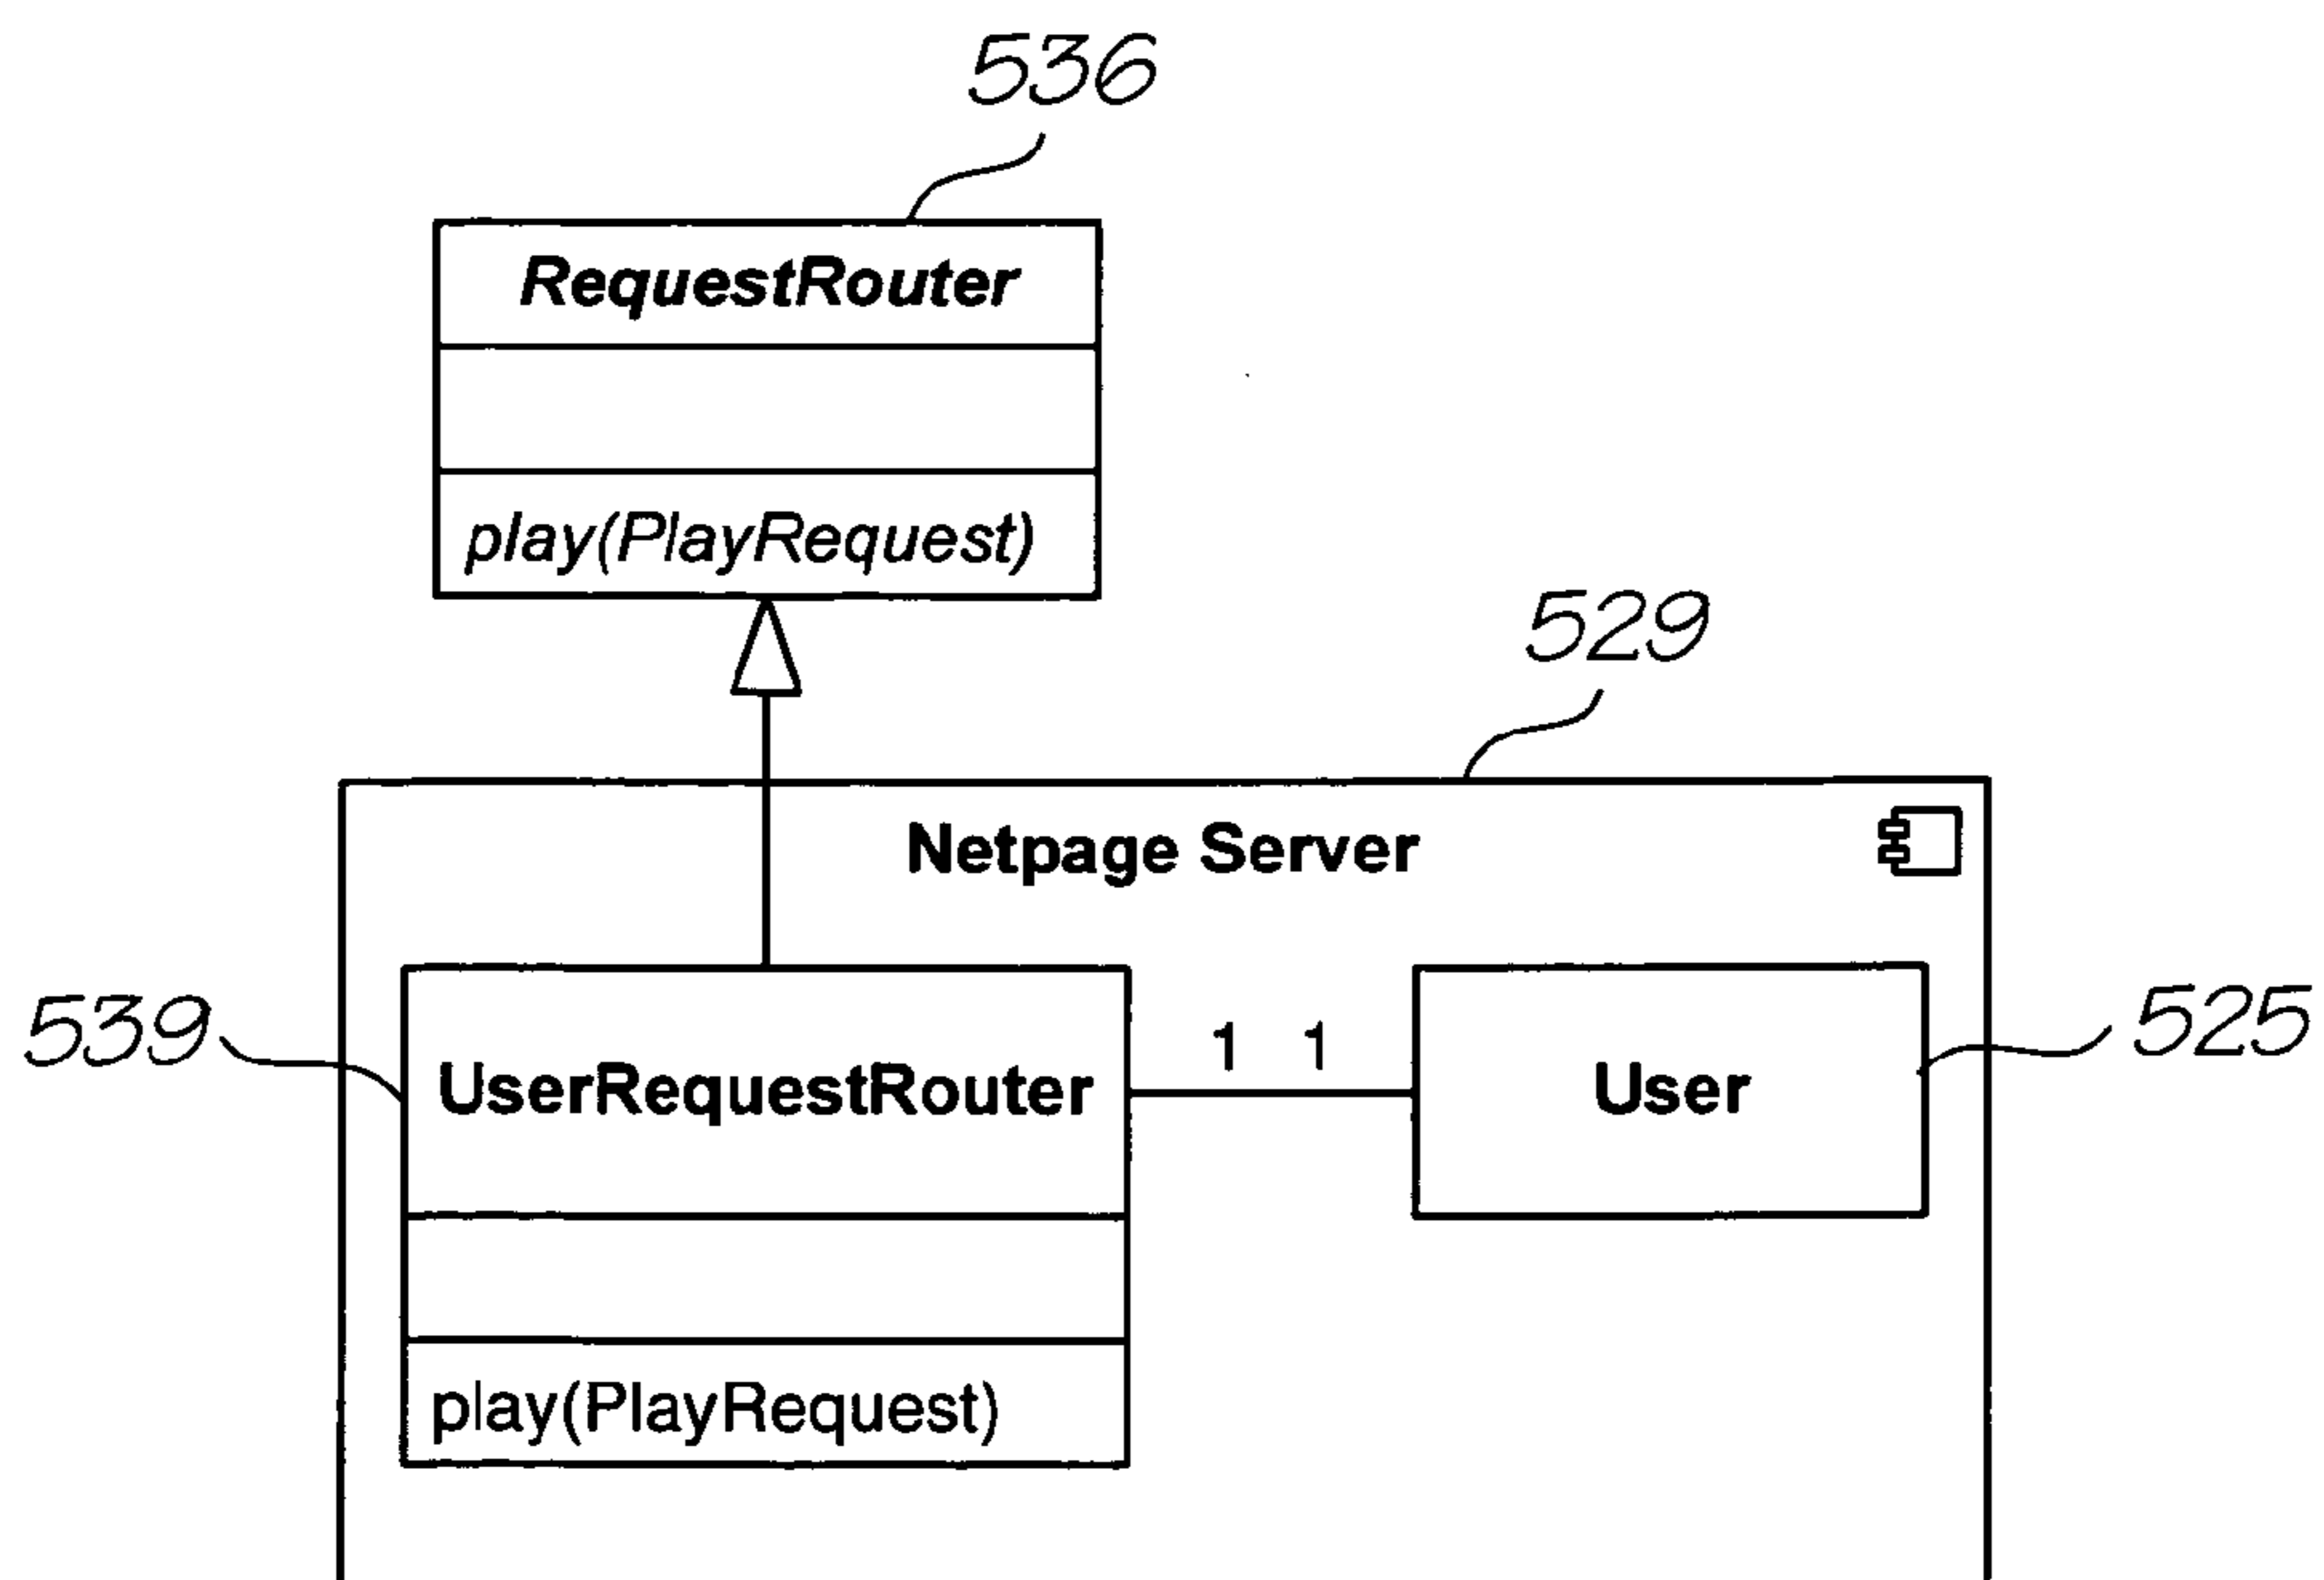 536
RequestRouter
play(PlayRequest)
529
Netpage Server
539
UserRequestRouter
1 1
User
525
play(PlayRequest)